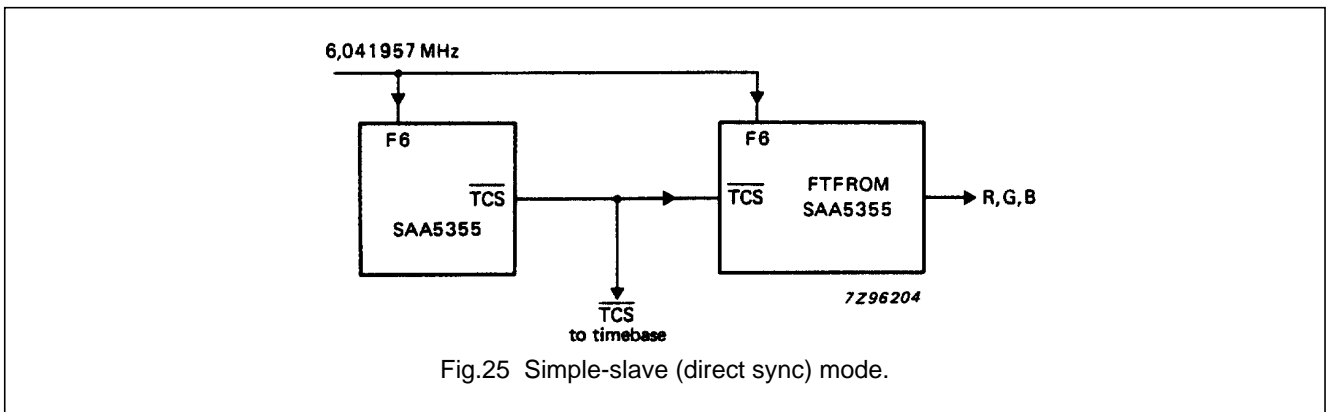 6,041957 MHz
F6
F6
TCS
TCS
FTFROM
SAA5355
R,G,B
SAA5355
7Z96204
TCS
to timebase
Fig.25 Simple-slave (direct sync) mode.